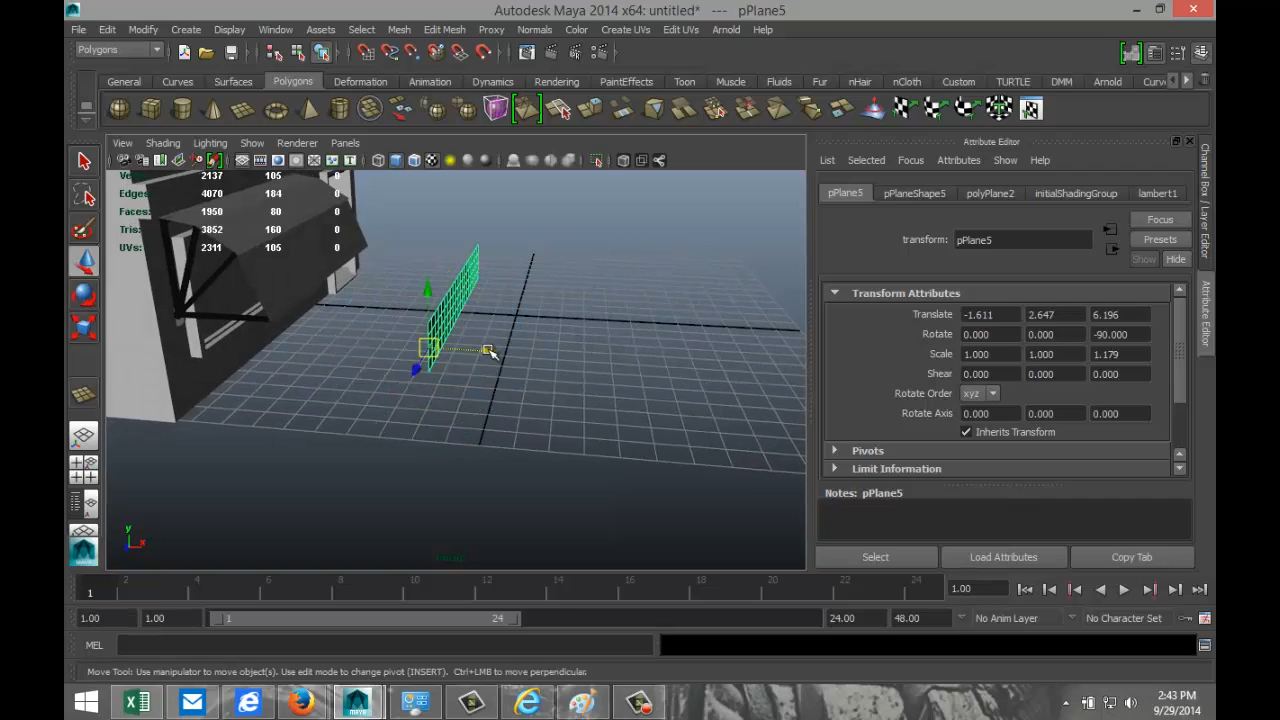 Autodesk Maya 2014 x64: untitled* --- pPlane5
File Edit Modify Create Display Window Assets Select Mesh Edit Mesh Normals Color Create UVs Edit UVs Arnold Help
Polygons
General Curves Surfaces Polygons Deformation Animation Dynamics Rendering PaintEffects Toon Muscle Fluids Fur nHair nCloth Custom TURTLE DMM Arnold Curv
View Shading Lighting Show Renderer Panels
Attribute Editor
List Selected Focus Attributes Show Help
Ve 2137 105 0
Edges: 4070 184 0
Faces: 1950 80 0
Tris: 3852 160 0
UVs: 2311 105 0
pPlane5 pPlaneShape5 polyPlane2 initialShadingGroup lambert1
transform: pPlane5
Focus
Presets
Show Hide
Transform Attributes
Translate -1.611 2.647 6.196
Rotate 0.000 0.000 -90.000
Scale 1.000 1.000 1.179
Shear 0.000 0.000 0.000
Rotate Order xyz
Rotate Axis 0.000 0.000 0.000
Inherits Transform
Pivots
Limit Information
Notes: pPlane5
Select Load Attributes Copy Tab
Channel Box / Layer Editor
Attribute Editor
y
x
2 4 6 8 10 12 14 16 18 20 22 24
1
1.00
1.00 1.00 1 24 24.00 48.00 No Anim Layer No Character Set
MEL
Move Tool: Use manipulator to move object(s). Use edit mode to change pivot (INSERT). Ctrl+LMB to move perpendicular.
2:43 PM
9/29/2014